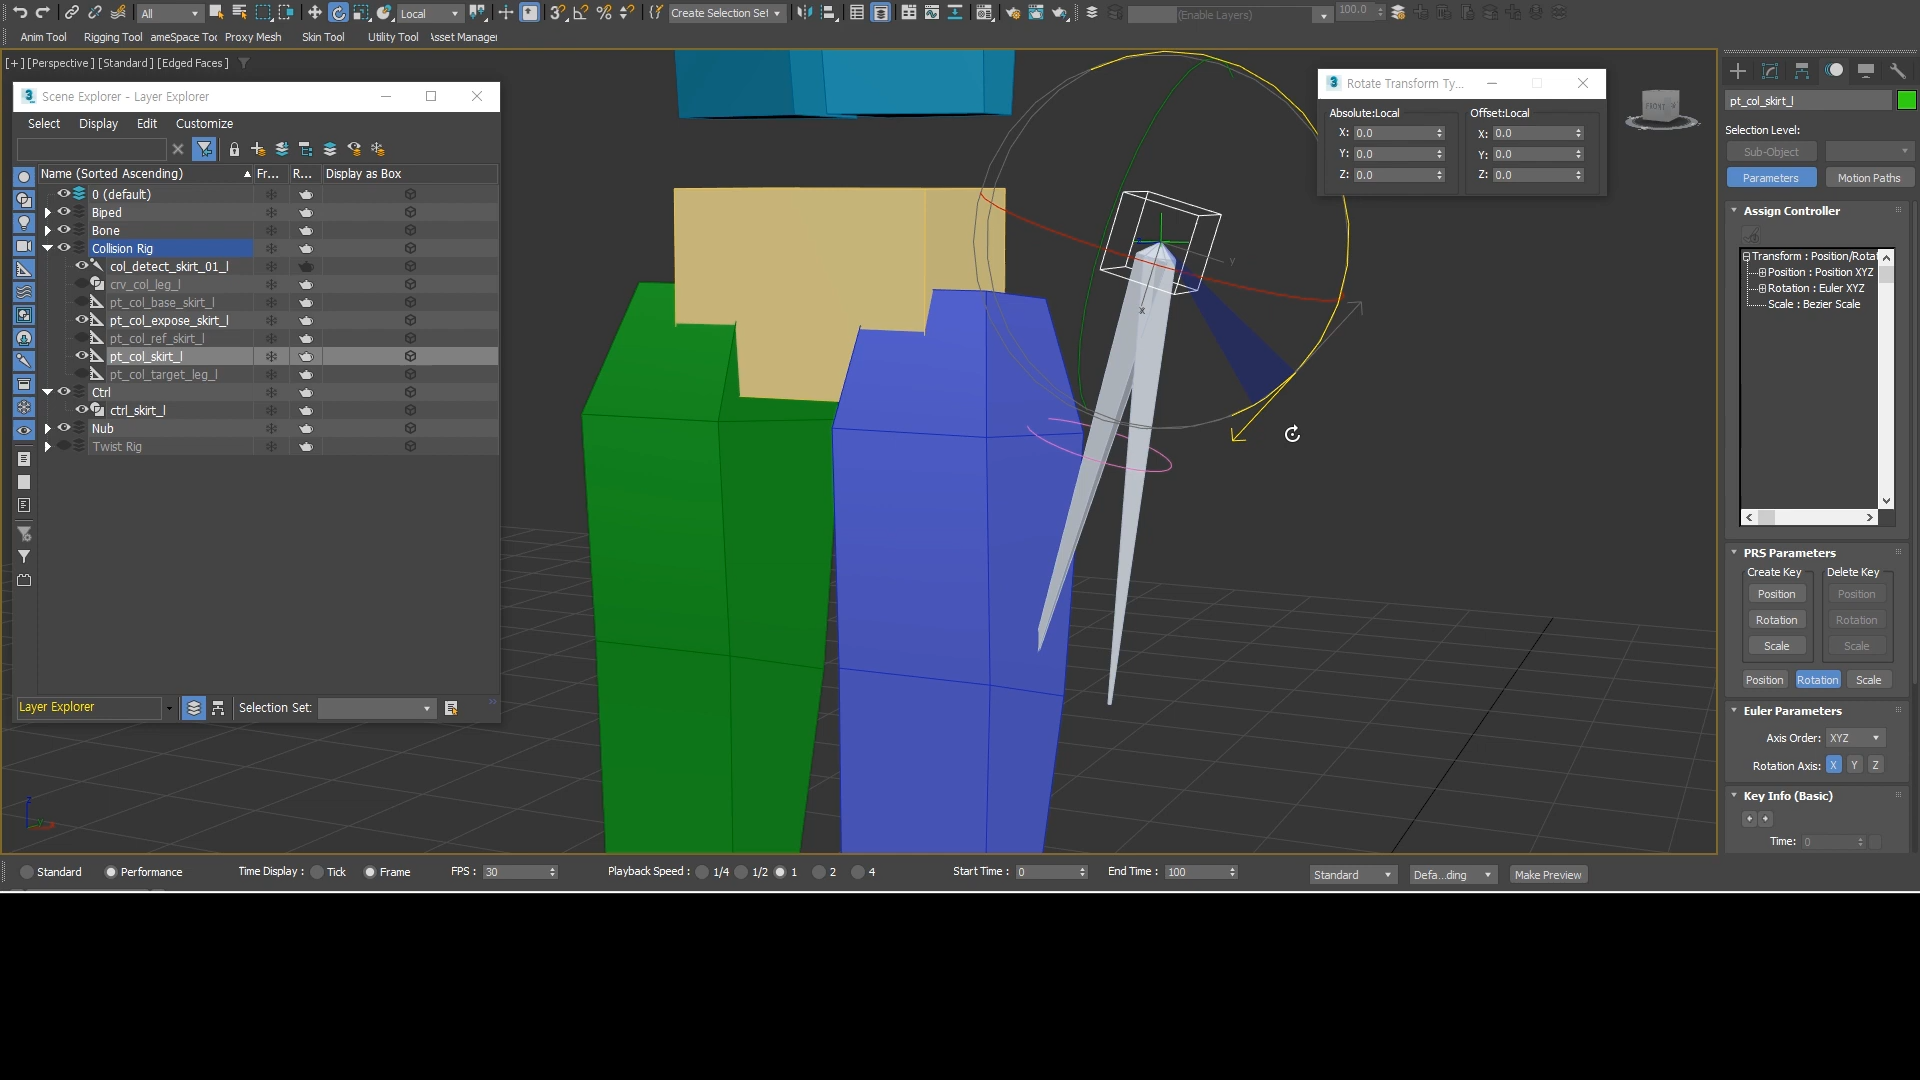 All
Local
Create Selection Set
(Enable Layers)
100.0
Anim Tool
Rigging Tool
ameSpace Toc
Proxy Mesh
Skin Tool
Utility Tool
Asset Manager
[+] [Perspective ] [Standard ] [Edged Faces ]
Scene Explorer - Layer Explorer
Select
Display
Edit
Customize
Name (Sorted Ascending)
Fr...
R...
Display as Box
0 (default)
Biped
Bone
Collision Rig
col_detect_skirt_01_l
crv_col_leg_l
pt_col_base_skirt_l
pt_col_expose_skirt_l
pt_col_ref_skirt_l
pt_col_skirt_l
pt_col_target_leg_l
Ctrl
ctrl_skirt_l
Nub
Twist Rig
Layer Explorer
Selection Set:
Rotate Transform Ty...
Absolute:Local
Offset:Local
X: 0.0
X: 0.0
Y: 0.0
Y: 0.0
Z: 0.0
Z: 0.0
FRONT
y
x
pt_col_skirt_l
Selection Level:
Sub-Object
Parameters
Motion Paths
Assign Controller
Transform : Position/Rotat
Position : Position XYZ
Rotation : Euler XYZ
Scale : Bezier Scale
PRS Parameters
Create Key
Delete Key
Position
Position
Rotation
Rotation
Scale
Scale
Position
Rotation
Scale
Euler Parameters
Axis Order: XYZ
Rotation Axis: X Y Z
Key Info (Basic)
Time: 0
Standard
Performance
Time Display :
Tick
Frame
FPS : 30
Playback Speed :
1/4
1/2
1
2
4
Start Time : 0
End Time : 100
Standard
Defa...ding
Make Preview